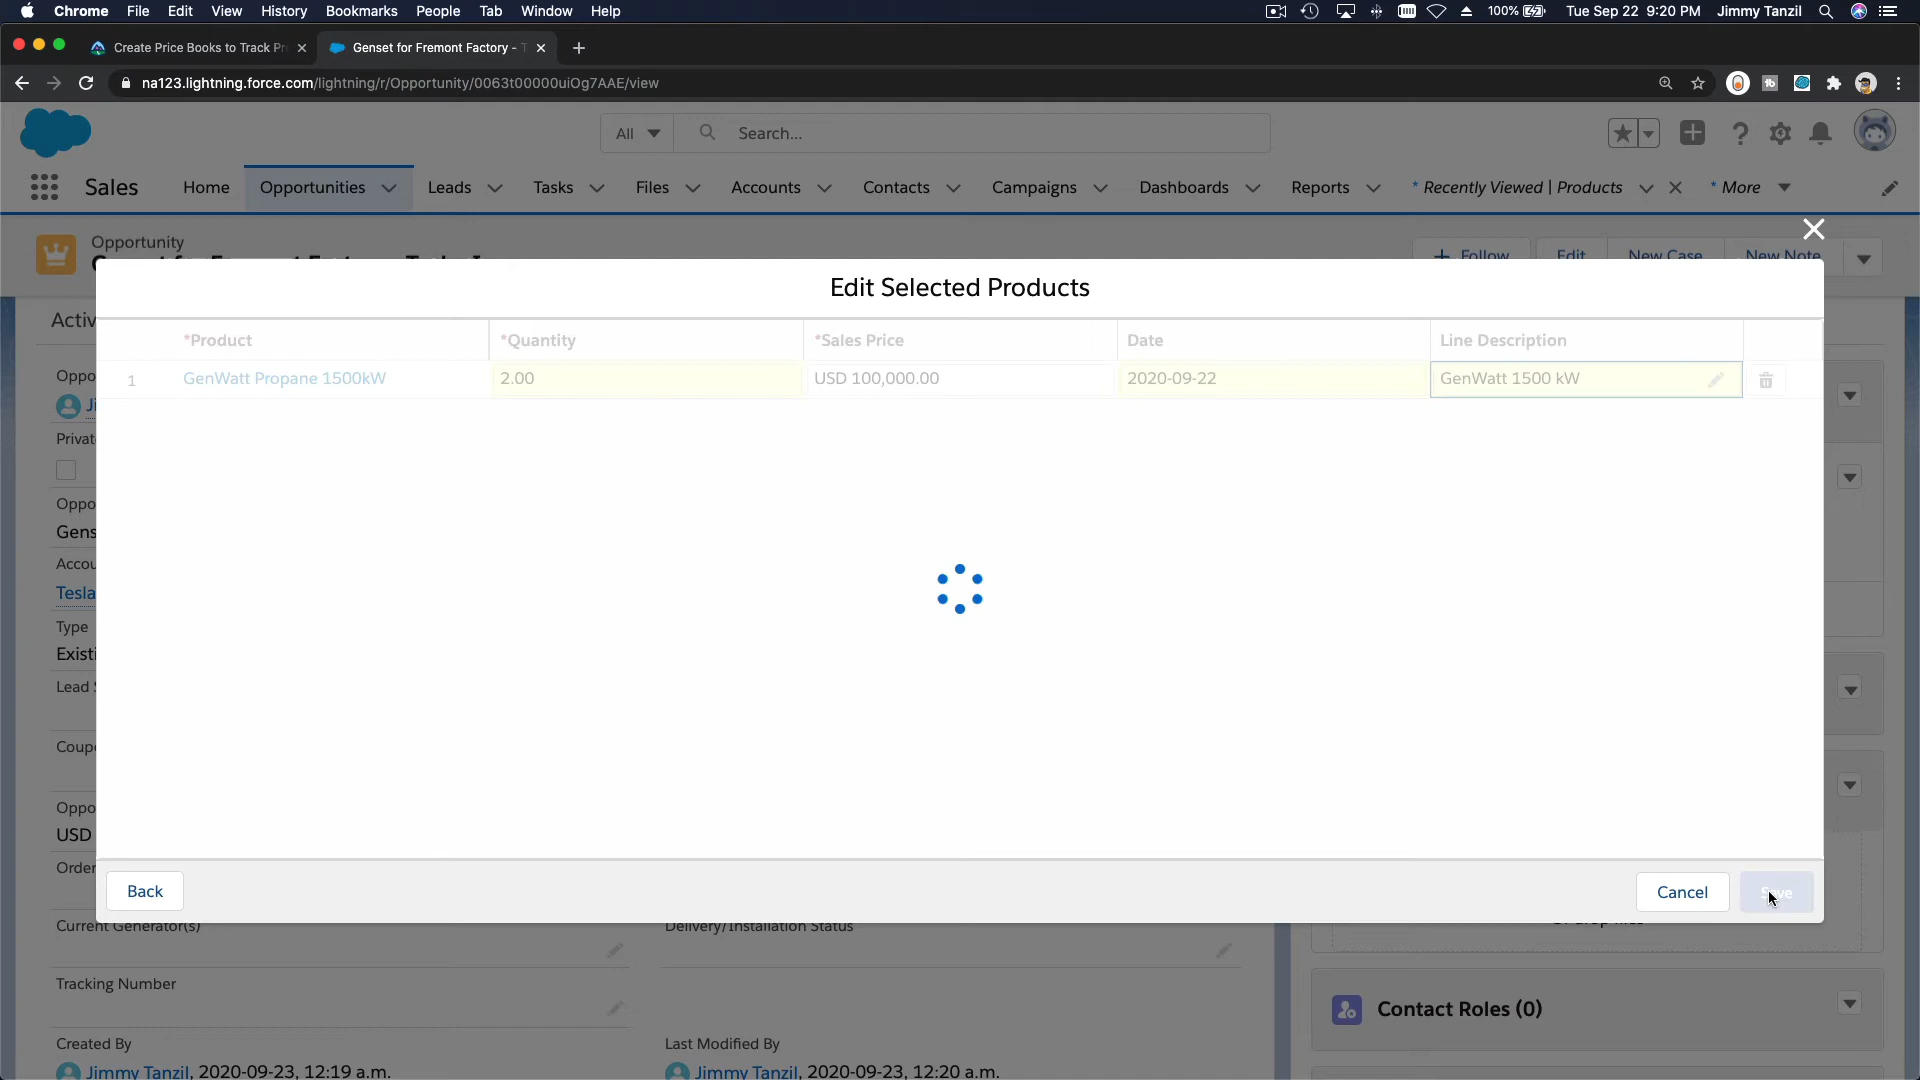 Chrome File Edit View History Bookmarks People Tab Window Help 100% Tue Sep 22 9:20 PM Jimmy Tanzil
Create Price Books to Track Pr
Genset for Fremont Factory - T
na123.lightning.force.com/lightning/r/Opportunity/0063t00000uiOg7AAE/view
All Search...
Sales Home Opportunities Leads Tasks Files Accounts Contacts Campaigns Dashboards Reports * Recently Viewed | Products * More
Opportunity
Follow Edit New Case New Note
Edit Selected Products
Activ
*Product *Quantity *Sales Price Date Line Description
1 GenWatt Propane 1500kW 2.00 USD 100,000.00 2020-09-22 GenWatt 1500 kW
Oppo
Ji
Privat
Oppo
Gens
Accou
Tesla
Type
Existi
Lead S
Coupo
Oppo
USD
Order
Back Cancel Save
Current Generator(s) Delivery/Installation Status
Tracking Number
Contact Roles (0)
Created By Last Modified By
Jimmy Tanzil, 2020-09-23, 12:19 a.m. Jimmy Tanzil, 2020-09-23, 12:20 a.m.